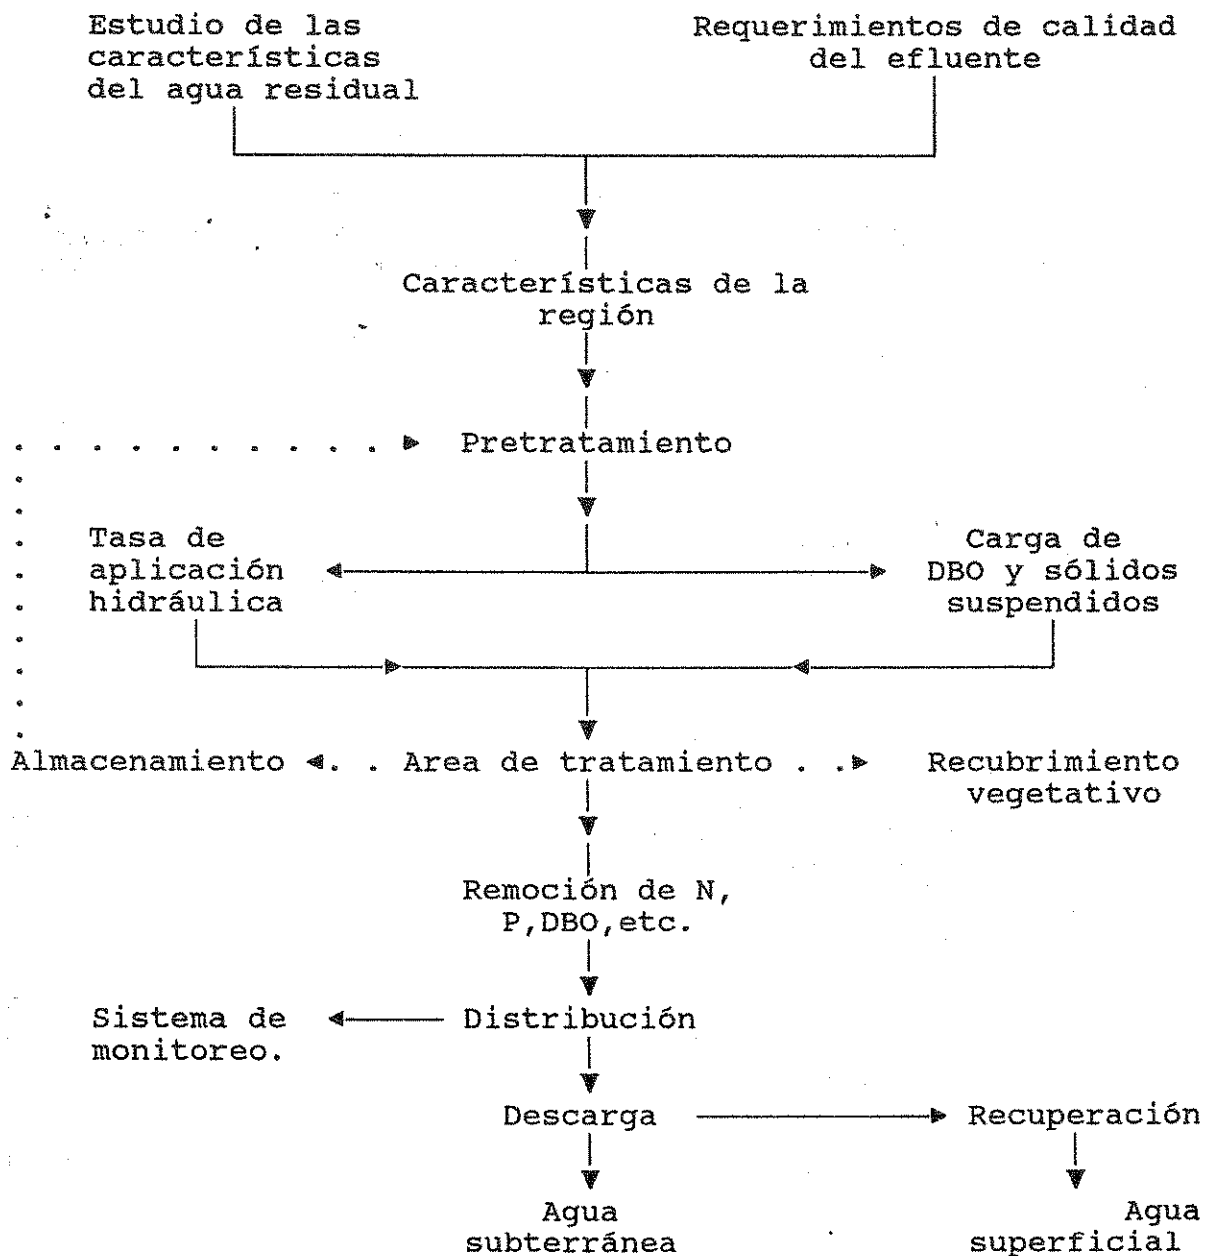 Estudio de las
características
del agua residual
Requerimientos de calidad
del efluente
Características de la
región
Pretratamiento
Tasa de
aplicación
hidráulica
Carga de
DBO y sólidos
suspendidos
Almacenamiento
Area de tratamiento
Recubrimiento
vegetativo
Remoción de N,
P,DBO,etc.
Sistema de
monitoreo.
Distribución
Descarga
Recuperación
Agua
subterránea
Agua
superficial